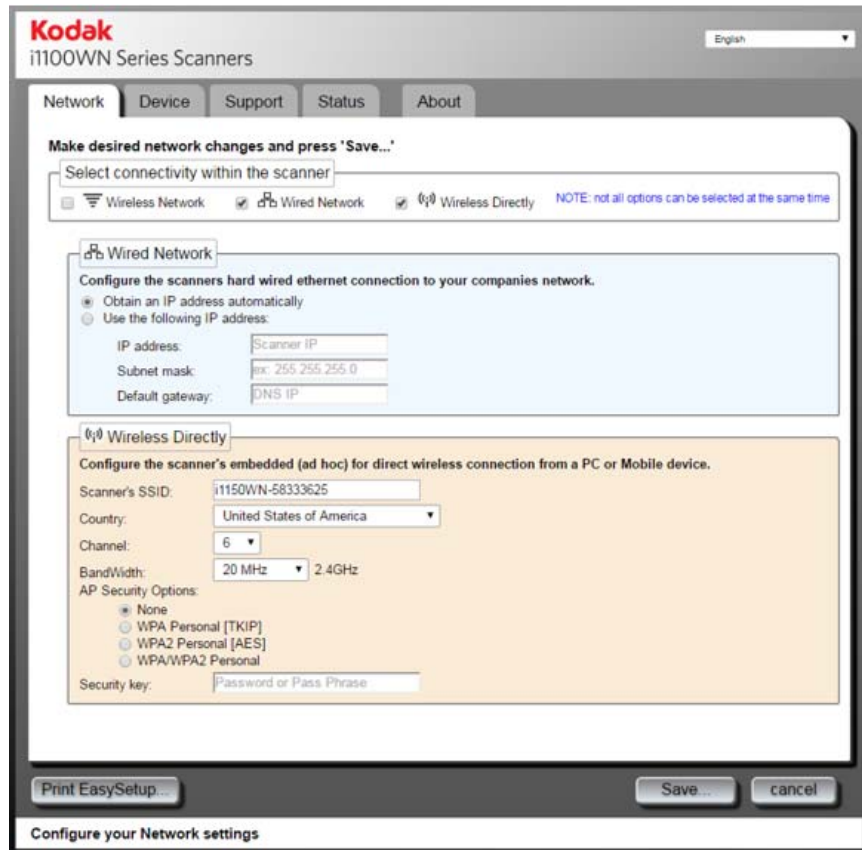 Kodak
i1100WN Series Scanners
English
Network Device Support Status About
Make desired network changes and press 'Save...'
Select connectivity within the scanner
Wireless Network Wired Network Wireless Directly NOTE: not all options can be selected at the same time
Wired Network
Configure the scanners hard wired ethernet connection to your companies network.
Obtain an IP address automatically
Use the following IP address:
IP address: Scanner IP
Subnet mask: ex: 255.255.255.0
Default gateway: DNS IP
Wireless Directly
Configure the scanner's embedded (ad hoc) for direct wireless connection from a PC or Mobile device.
Scanner's SSID: i1150WN-58333625
Country: United States of America
Channel: 6
BandWidth: 20 MHz 2.4GHz
AP Security Options:
None
WPA Personal [TKIP]
WPA2 Personal [AES]
WPA/WPA2 Personal
Security key: Password or Pass Phrase
Print EasySetup... Save... cancel
Configure your Network settings